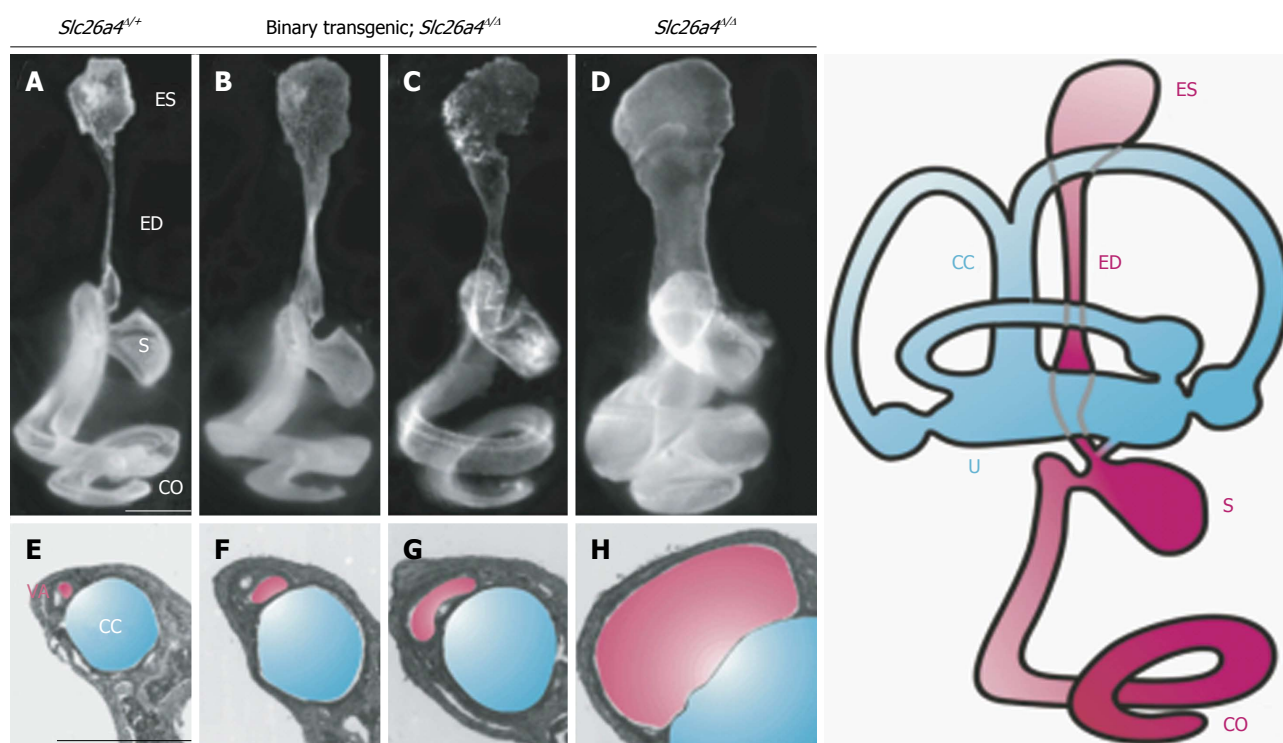 Slc26a4Δ/+
Binary transgenic; Slc26a4Δ/Δ
Slc26a4Δ/Δ
A
ES
ED
S
CO
B
C
D
E
VA
CC
F
G
H
ES
CC
ED
U
S
CO